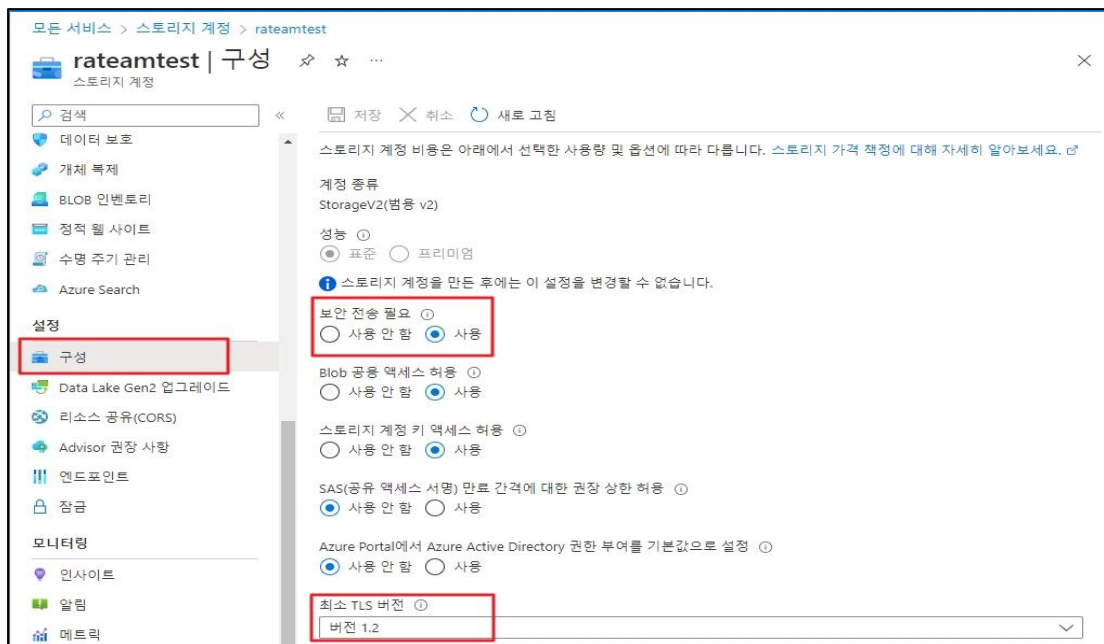 모든 서비스 > 스토리지 계정 > rateamtest
rateamtest | 구성
스토리지 계정
검색
데이터 보호
개체 복제
BLOB 인벤토리
정적 웹 사이트
수명 주기 관리
Azure Search
설정
구성
Data Lake Gen2 업그레이드
리소스 공유(CORS)
Advisor 권장 사항
엔드포인트
잠금
모니터링
인사이트
알림
메트릭
저장 취소 새로 고침
스토리지 계정 비용은 아래에서 선택한 사용량 및 옵션에 따라 다릅니다. 스토리지 가격 책정에 대해 자세히 알아보세요.
계정 종류
StorageV2(범용 v2)
성능
표준 프리미엄
스토리지 계정을 만든 후에는 이 설정을 변경할 수 없습니다.
보안 전송 필요
사용 안 함 사용
Blob 공용 액세스 허용
사용 안 함 사용
스토리지 계정 키 액세스 허용
사용 안 함 사용
SAS(공유 액세스 서명) 만료 간격에 대한 권장 상한 허용
사용 안 함 사용
Azure Portal에서 Azure Active Directory 권한 부여를 기본값으로 설정
사용 안 함 사용
최소 TLS 버전
버전 1.2